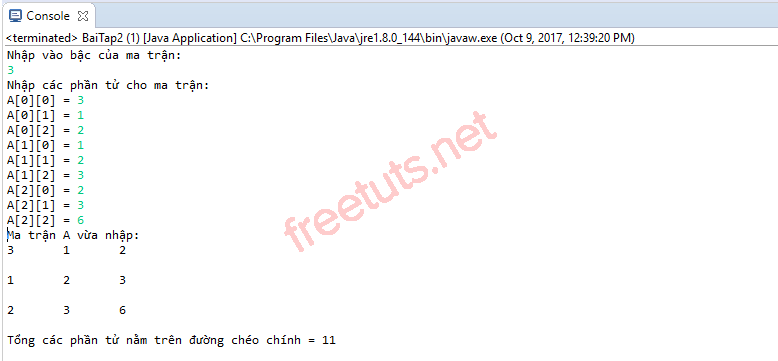 Console
<terminated> BaiTap2 (1) [Java Application] C:\Program Files\Java\jre1.8.0_144\bin\javaw.exe (Oct 9, 2017, 12:39:20 PM)
Nhập vào bậc của ma trận:
3
Nhập các phần tử cho ma trận:
A[0][0] = 3
A[0][1] = 1
A[0][2] = 2
A[1][0] = 1
A[1][1] = 2
A[1][2] = 3
A[2][0] = 2
A[2][1] = 3
A[2][2] = 6
Ma trận A vừa nhập:
3 1 2
1 2 3
2 3 6
Tổng các phần tử nằm trên đường chéo chính = 11
freetuts.net